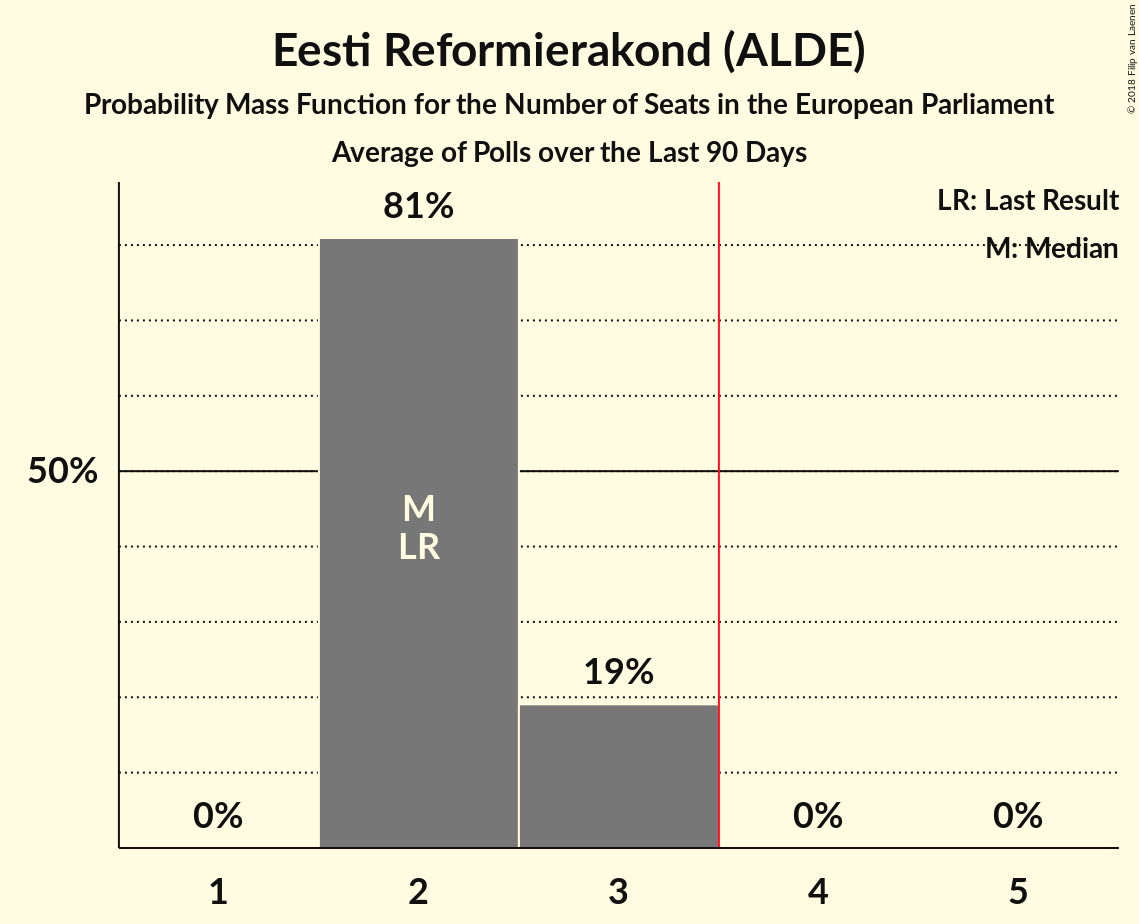 Eesti Reformierakond (ALDE)
Probability Mass Function for the Number of Seats in the European Parliament
Average of Polls over the Last 90 Days
© 2018 Filip van Laenen
LR: Last Result
M: Median
81%
50%
M
LR
19%
0%
0%
0%
1
2
3
4
5